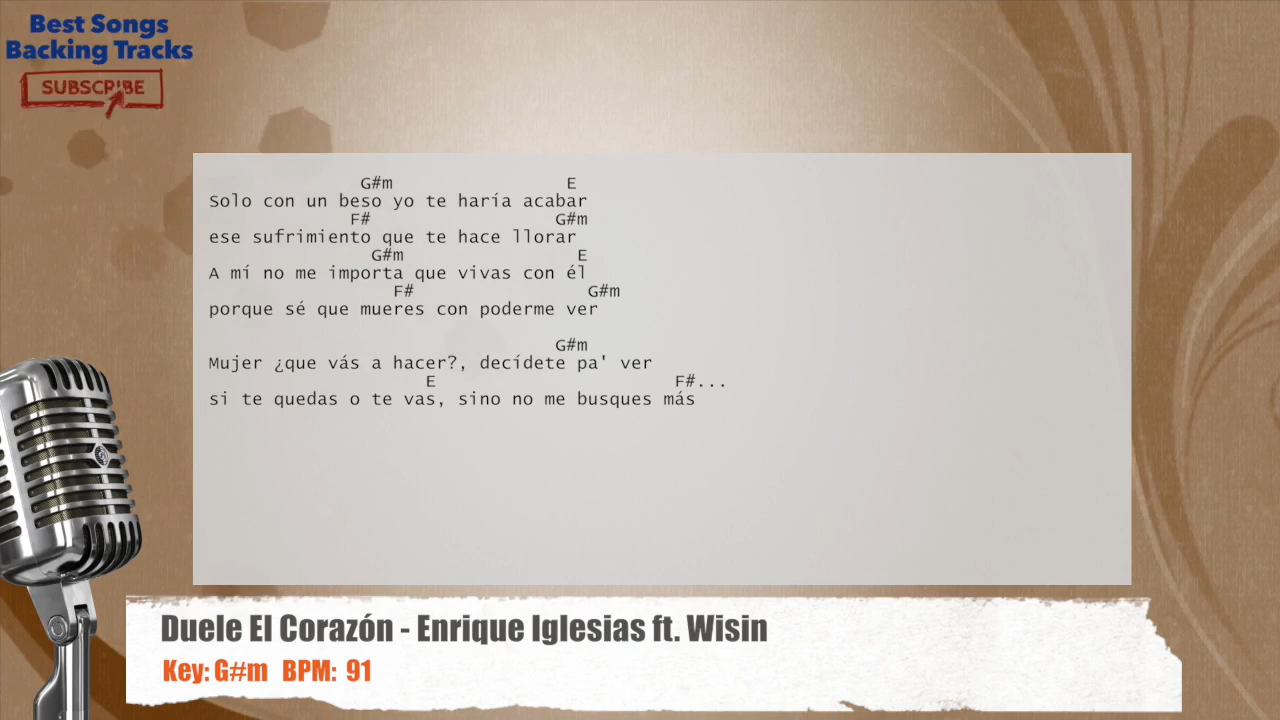 Best Songs
Backing Tracks
SUBSCRIBE
G#m E
Solo con un beso yo te haría acabar
F# G#m
ese sufrimiento que te hace llorar
G#m E
A mí no me importa que vivas con él
F# G#m
porque sé que mueres con poderme ver
G#m
Mujer ¿que vás a hacer?, decídete pa' ver
E F#...
si te quedas o te vas, sino no me busques más
Duele El Corazón - Enrique Iglesias ft. Wisin
Key: G#m BPM: 91